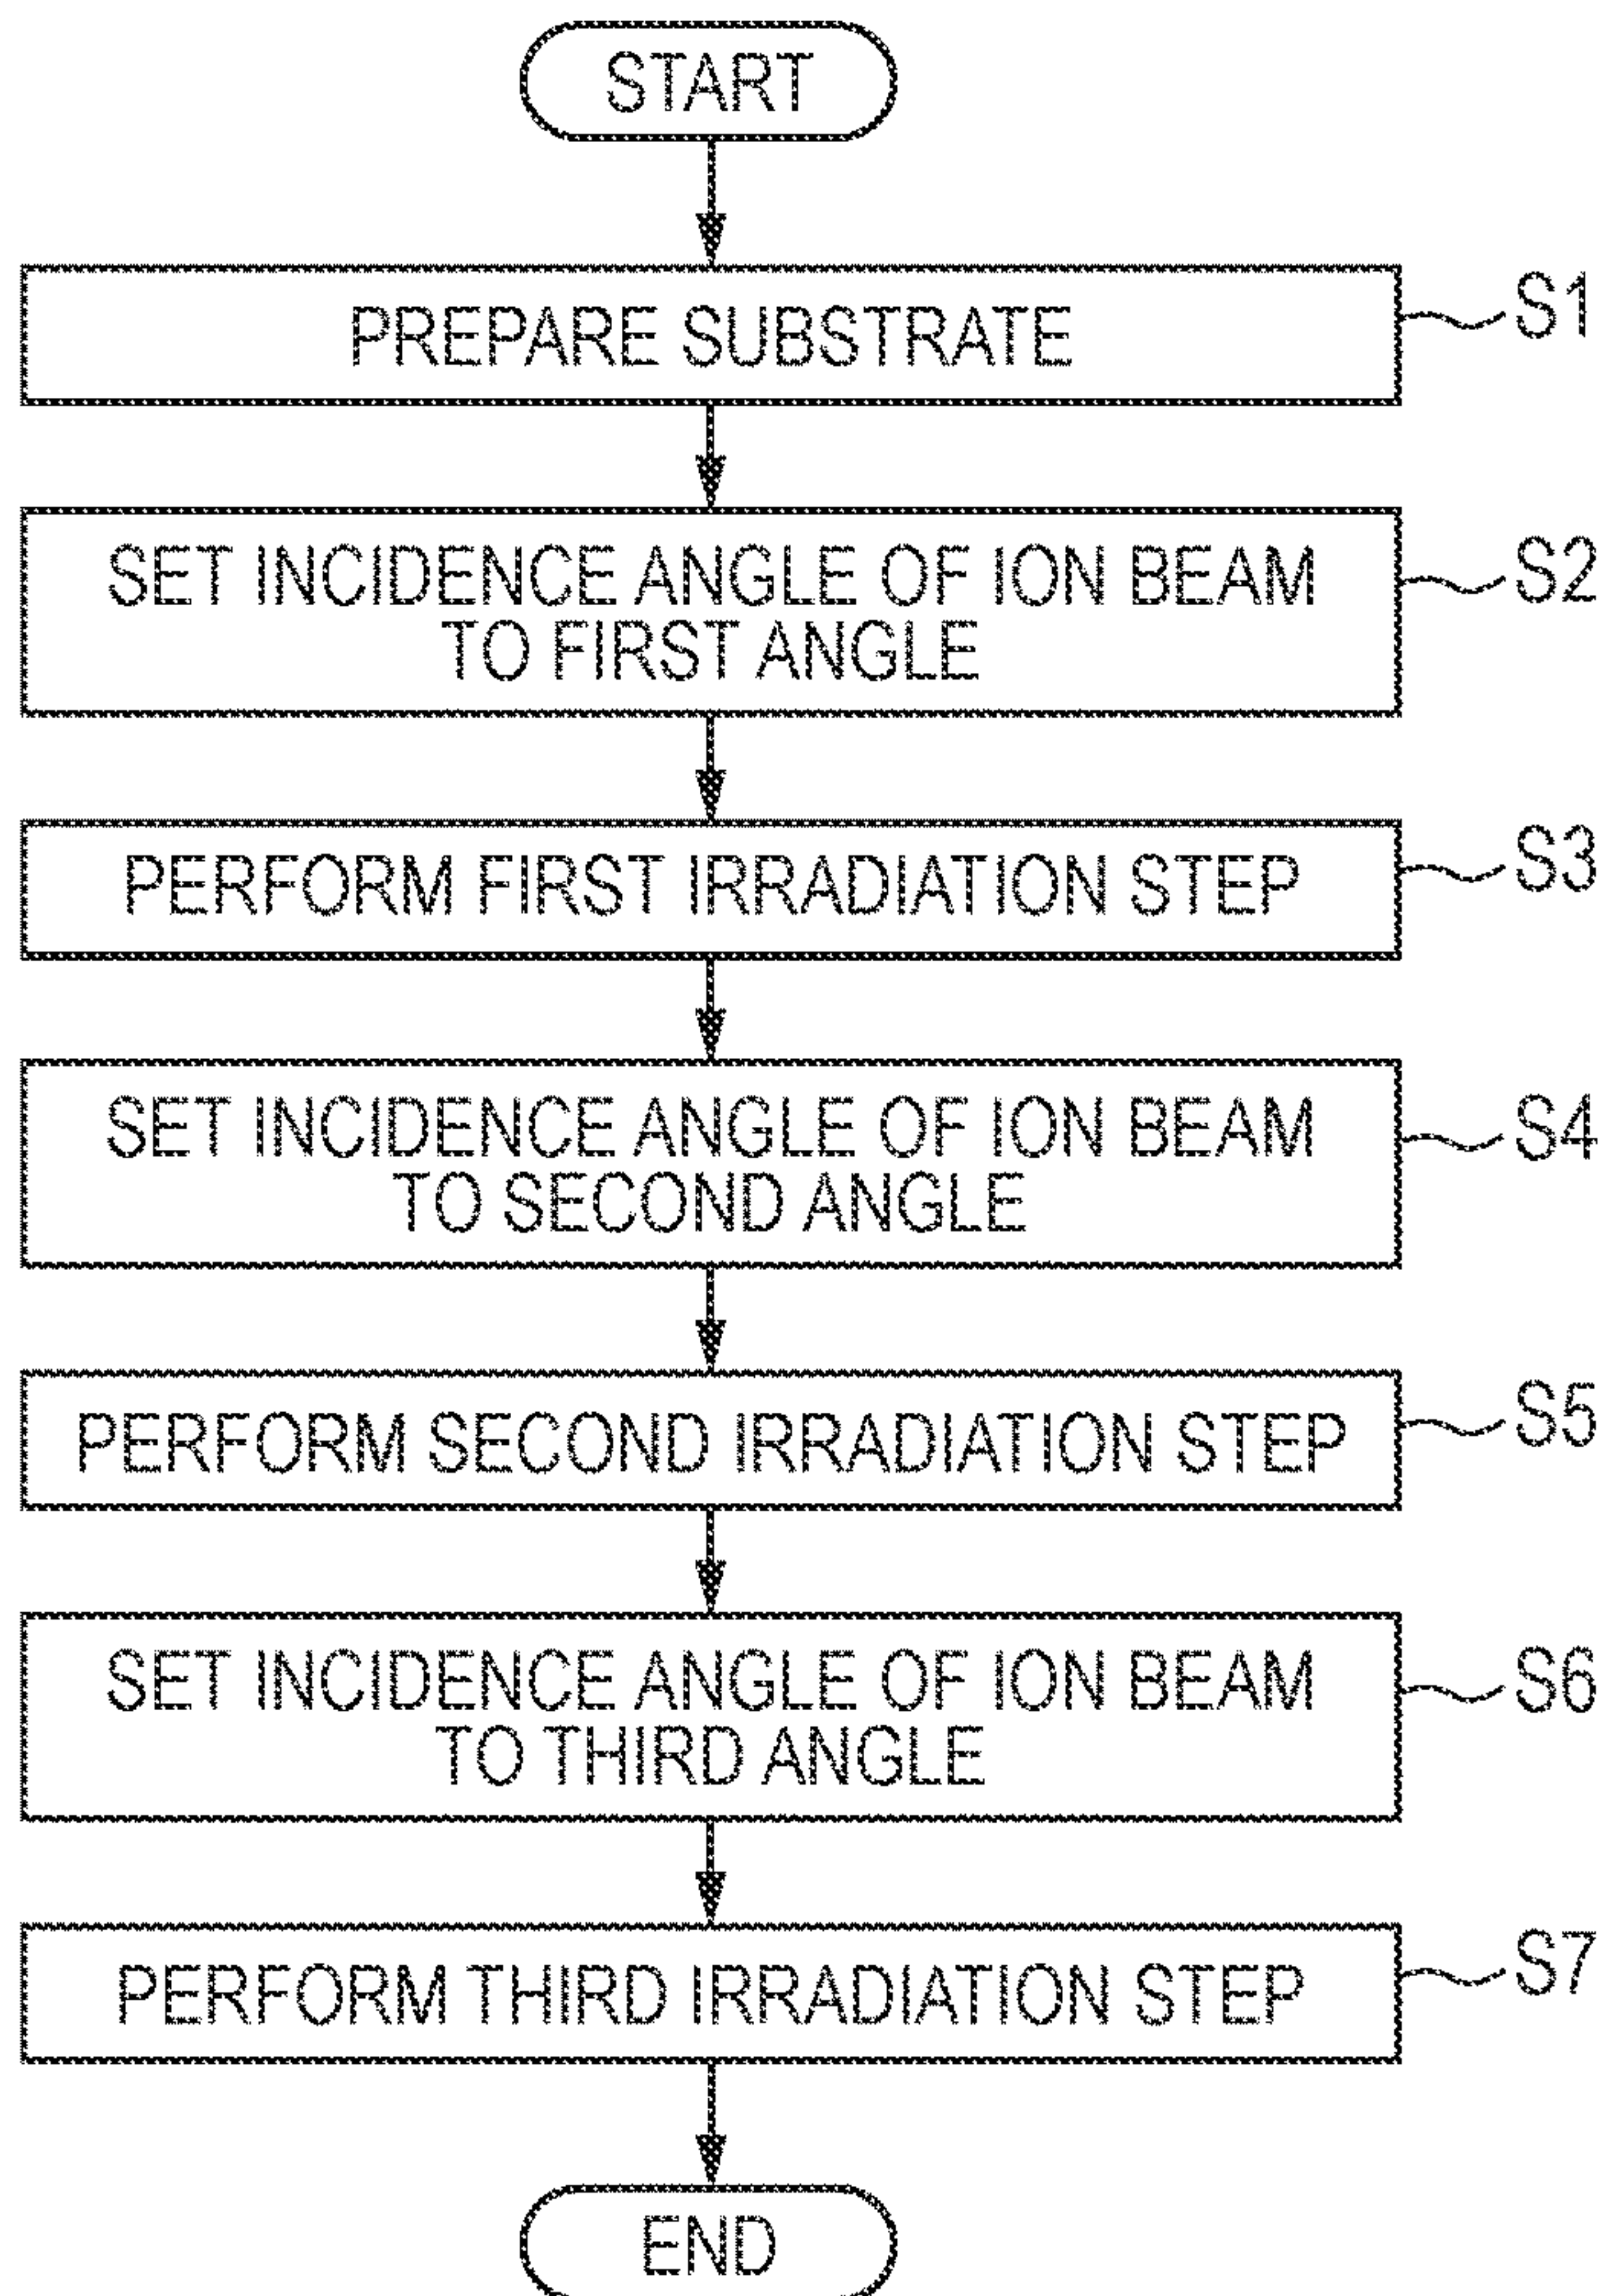 START
PREPARE SUBSTRATE
S1
SET INCIDENCE ANGLE OF ION BEAM
TO FIRST ANGLE
S2
PERFORM FIRST IRRADIATION STEP
S3
SET INCIDENCE ANGLE OF ION BEAM
TO SECOND ANGLE
S4
PERFORM SECOND IRRADIATION STEP
S5
SET INCIDENCE ANGLE OF ION BEAM
TO THIRD ANGLE
S6
PERFORM THIRD IRRADIATION STEP
S7
END